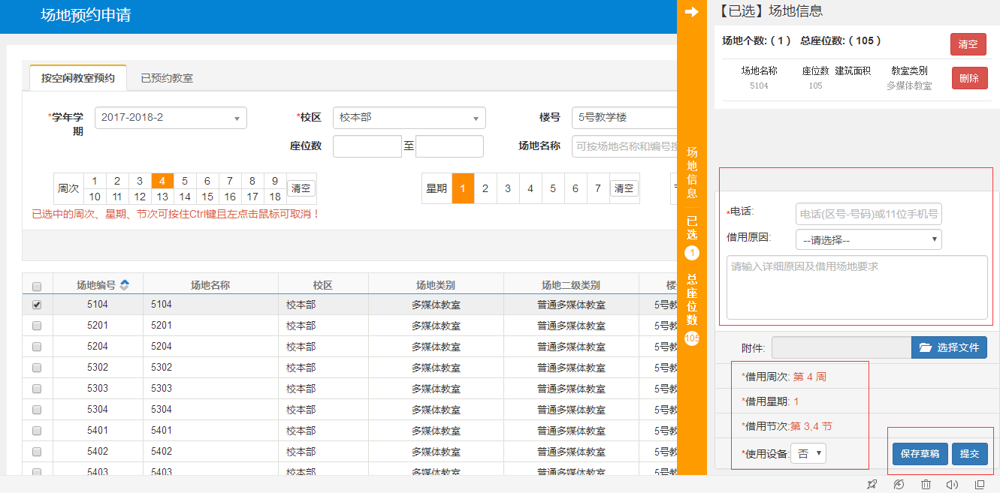 场地预约申请
按空闲教室预约 已预约教室
*学年学期 2017-2018-2 *校区 校本部 楼号 5号教学楼
座位数 至 场地名称 可按场地名称和编号搜
周次 1 2 3 4 5 6 7 8 9
10 11 12 13 14 15 16 17 18 清空
星期 1 2 3 4 5 6 7 清空
已选中的周次、星期、节次可按住Ctrl键且左点击鼠标可取消！
场地编号 场地名称 校区 场地类别 场地二级类别 楼
5104 5104 校本部 多媒体教室 普通多媒体教室 5号教
5201 5201 校本部 多媒体教室 普通多媒体教室 5号教
5204 5204 校本部 多媒体教室 普通多媒体教室 5号教
5302 5302 校本部 多媒体教室 普通多媒体教室 5号教
5303 5303 校本部 多媒体教室 普通多媒体教室 5号教
5304 5304 校本部 多媒体教室 普通多媒体教室 5号教
5401 5401 校本部 多媒体教室 普通多媒体教室 5号教
5402 5402 校本部 多媒体教室 普通多媒体教室 5号教
5403 5403 校本部 多媒体教室 普通多媒体教室 5号教
场地信息
已选
1
总座位数
105
【已选】场地信息
场地个数:( 1 ) 总座位数:( 105 ) 清空
场地名称 座位数 建筑面积 教室类别
5104 105 多媒体教室 删除
*电话: 电话(区号-号码)或11位手机号
借用原因: --请选择--
请输入详细原因及借用场地要求
附件: 选择文件
*借用周次: 第 4 周
*借用星期: 1
*借用节次:第 3,4 节
*使用设备: 否
保存草稿 提交